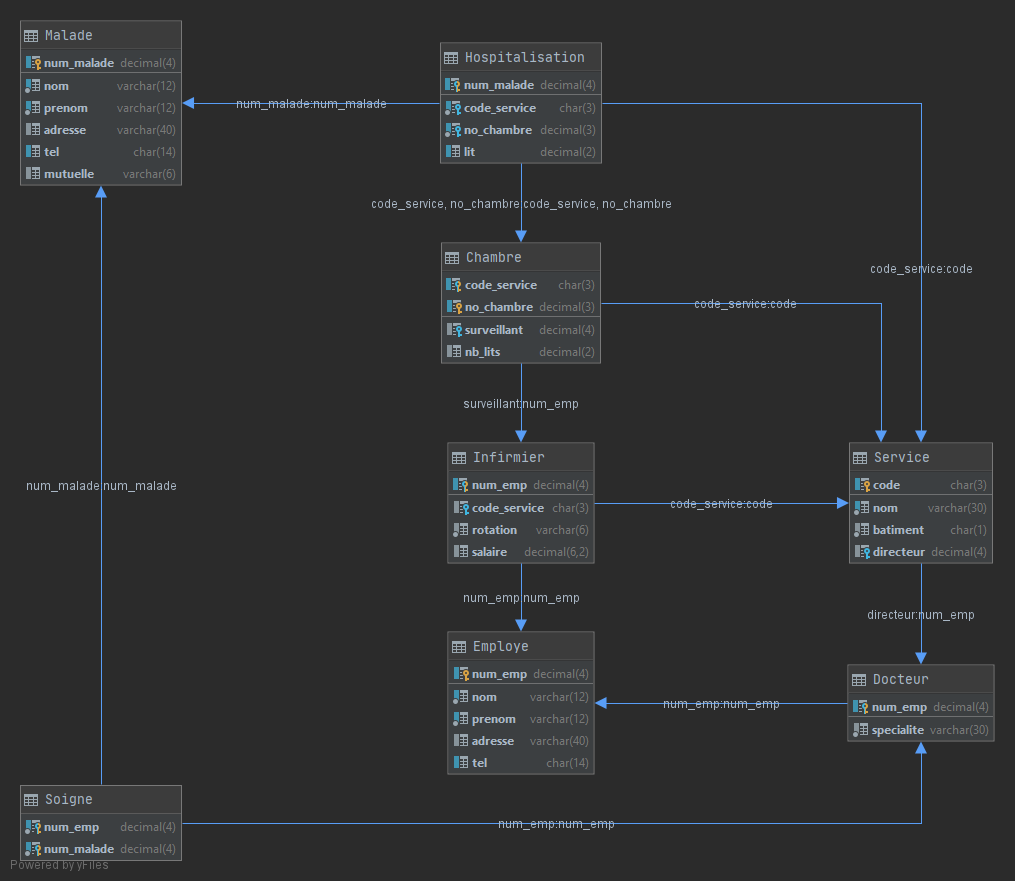 Malade
num_malade decimal(4)
nom varchar(12)
prenom varchar(12)
adresse varchar(40)
tel char(14)
mutuelle varchar(6)
Hospitalisation
num_malade decimal(4)
code_service char(3)
no_chambre decimal(3)
lit decimal(2)
num_malade:num_malade
code_service, no_chambre:code_service, no_chambre
code_service:code
Chambre
code_service char(3)
no_chambre decimal(3)
surveillant decimal(4)
nb_lits decimal(2)
code_service:code
surveillant:num_emp
Infirmier
num_emp decimal(4)
code_service char(3)
rotation varchar(6)
salaire decimal(6,2)
code_service:code
Service
code char(3)
nom varchar(30)
batiment char(1)
directeur decimal(4)
num_malade:num_malade
num_emp:num_emp
directeur:num_emp
Employe
num_emp decimal(4)
nom varchar(12)
prenom varchar(12)
adresse varchar(40)
tel char(14)
num_emp:num_emp
Docteur
num_emp decimal(4)
specialite varchar(30)
Soigne
num_emp decimal(4)
num_malade decimal(4)
num_emp:num_emp
Powered by yFiles